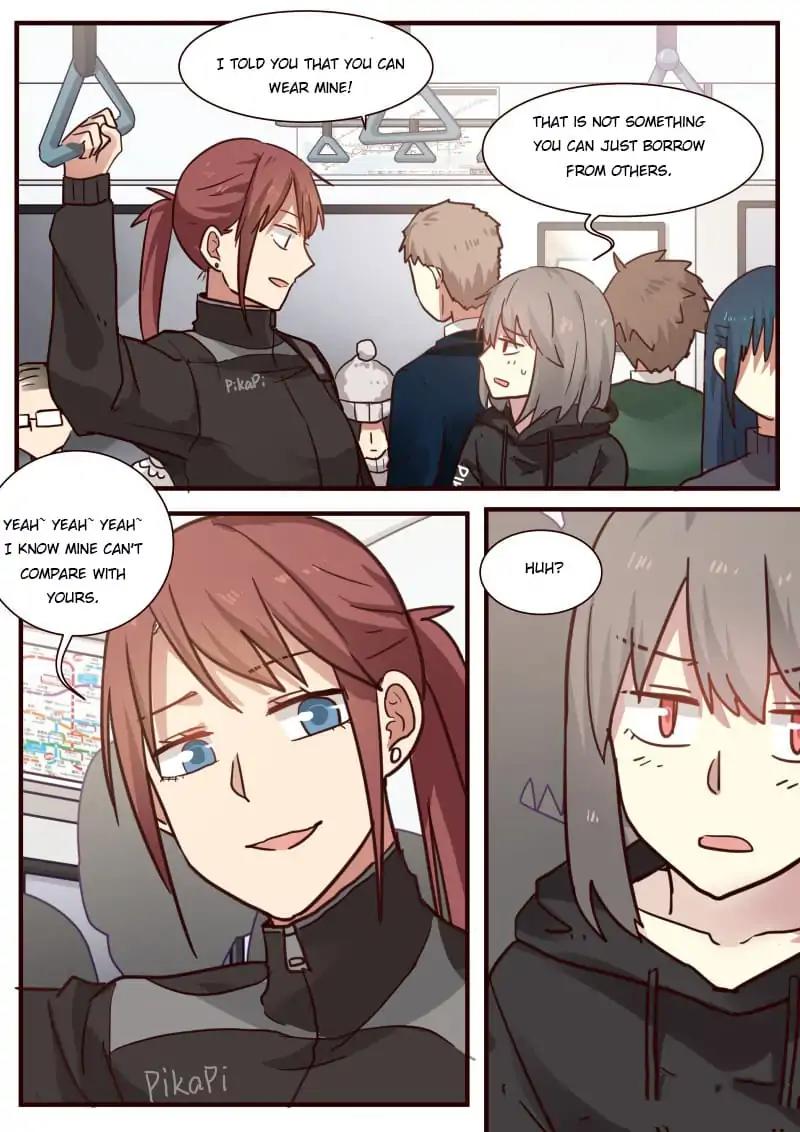 I TOLD YOU THAT YOU CAN
WEAR MINE!
THAT IS NOT SOMETHING
YOU CAN JUST BORROW
FROM OTHERS.
PikaPi
YEAH~ YEAH~ YEAH~
I KNOW MINE CAN'T
COMPARE WITH
YOURS.
HUH?
PikaPi